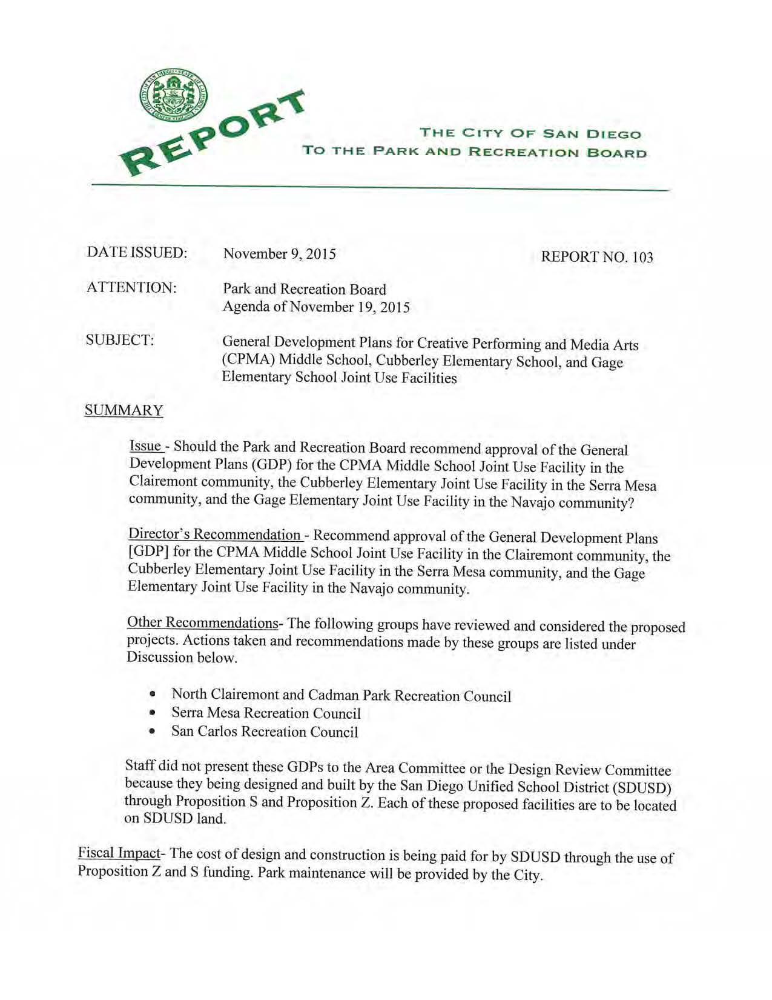 REPORT
THE CITY OF SAN DIEGO
TO THE PARK AND RECREATION BOARD
DATE ISSUED: November 9, 2015 REPORT NO. 103
ATTENTION: Park and Recreation Board
Agenda of November 19, 2015
SUBJECT: General Development Plans for Creative Performing and Media Arts
(CPMA) Middle School, Cubberley Elementary School, and Gage
Elementary School Joint Use Facilities
SUMMARY
Issue - Should the Park and Recreation Board recommend approval of the General
Development Plans (GDP) for the CPMA Middle School Joint Use Facility in the
Clairemont community, the Cubberley Elementary Joint Use Facility in the Serra Mesa
community, and the Gage Elementary Joint Use Facility in the Navajo community?
Director's Recommendation - Recommend approval of the General Development Plans
[GDP] for the CPMA Middle School Joint Use Facility in the Clairemont community, the
Cubberley Elementary Joint Use Facility in the Serra Mesa community, and the Gage
Elementary Joint Use Facility in the Navajo community.
Other Recommendations- The following groups have reviewed and considered the proposed
projects. Actions taken and recommendations made by these groups are listed under
Discussion below.
• North Clairemont and Cadman Park Recreation Council
• Serra Mesa Recreation Council
• San Carlos Recreation Council
Staff did not present these GDPs to the Area Committee or the Design Review Committee
because they being designed and built by the San Diego Unified School District (SDUSD)
through Proposition S and Proposition Z. Each of these proposed facilities are to be located
on SDUSD land.
Fiscal Impact- The cost of design and construction is being paid for by SDUSD through the use of
Proposition Z and S funding. Park maintenance will be provided by the City.